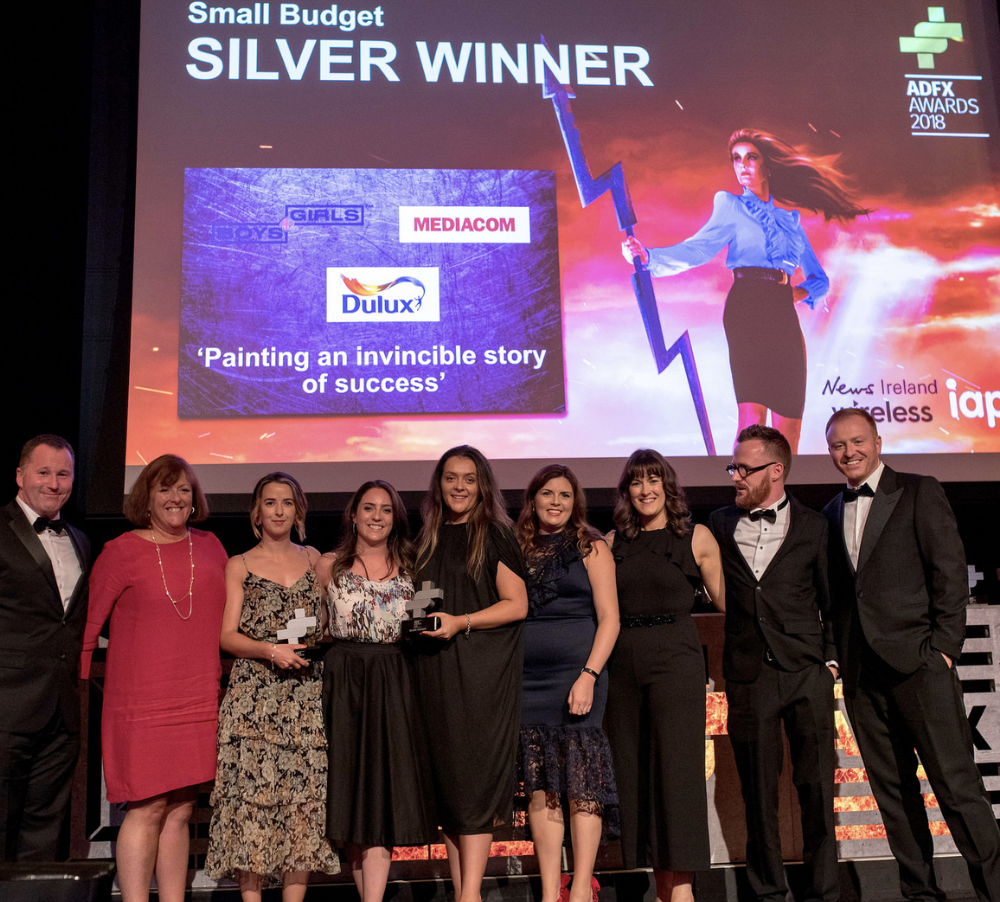 Small Budget
SILVER WINNER
ADFX
AWARDS
2018
GIRLS
BOYS
MEDIACOM
Dulux
‘Painting an invincible story
of success’
News Ireland
wireless
iap